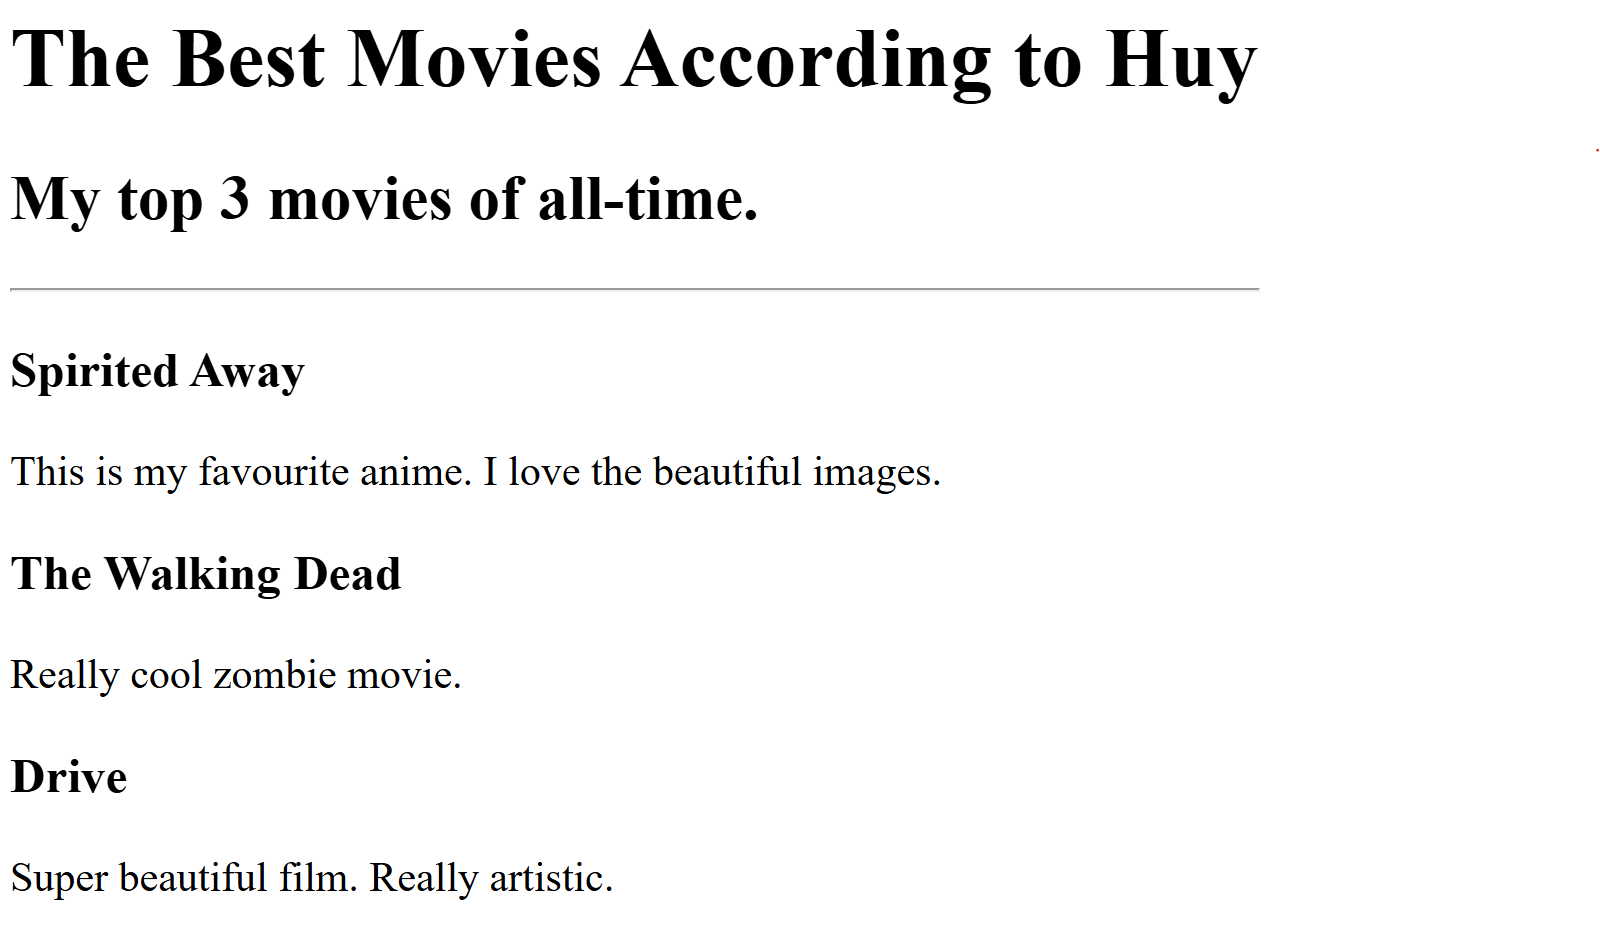 The Best Movies According to Huy
My top 3 movies of all-time.
Spirited Away
This is my favourite anime. I love the beautiful images.
The Walking Dead
Really cool zombie movie.
Drive
Super beautiful film. Really artistic.